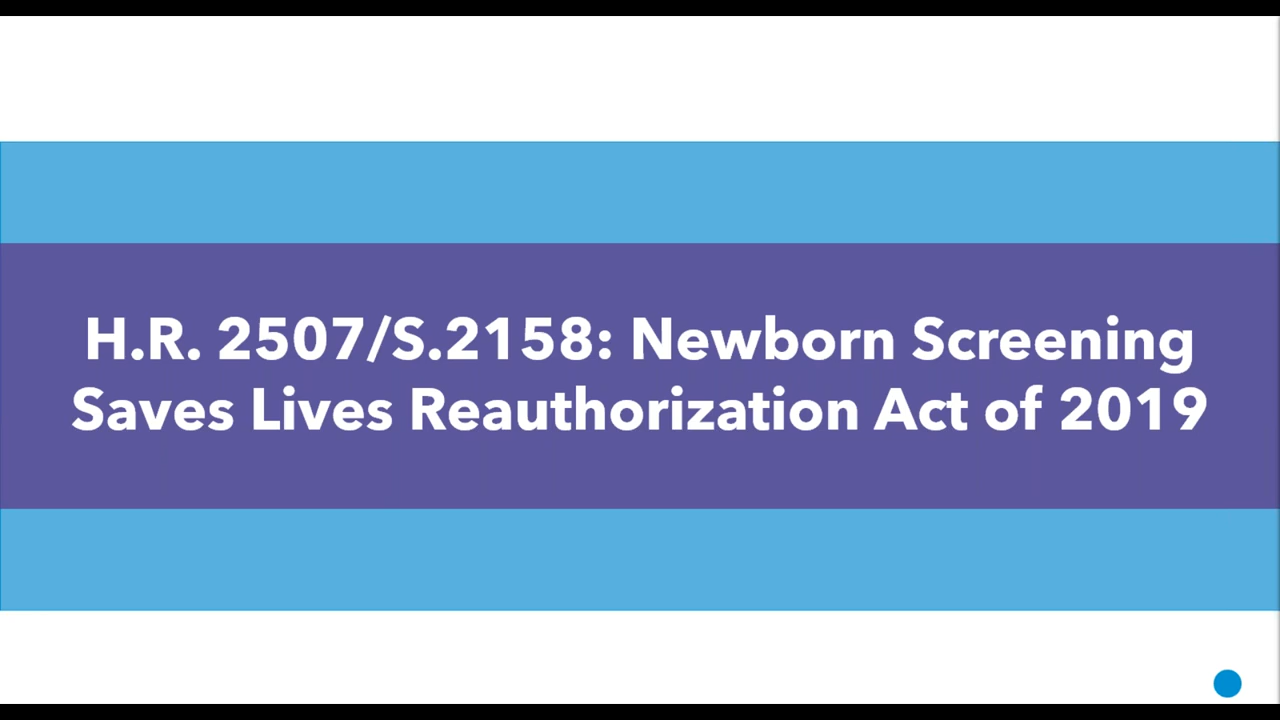 H.R. 2507/S.2158: Newborn Screening
Saves Lives Reauthorization Act of 2019